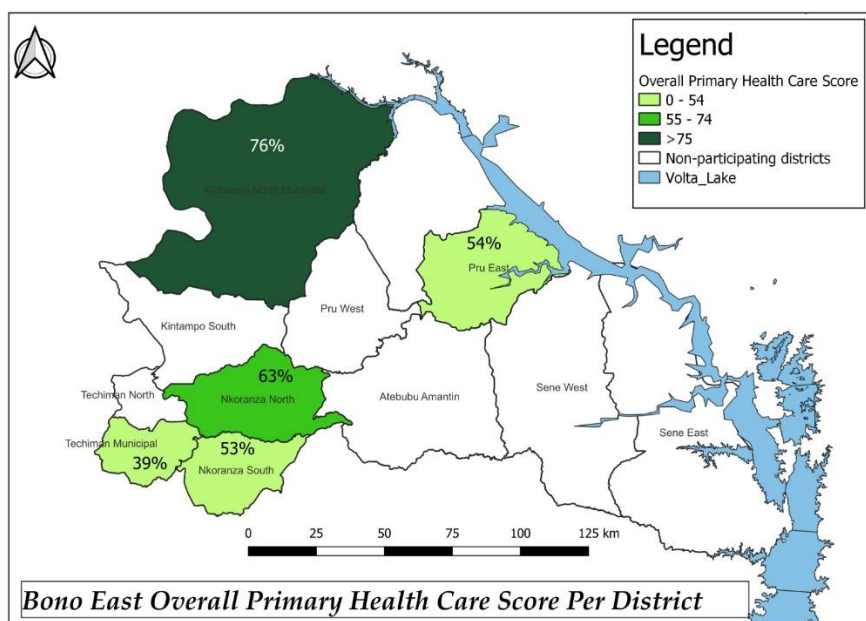 Legend
Overall Primary Health Care Score
0 - 54
55 - 74
>75
Non-participating districts
Volta_Lake
76%
Kintampo North Municipal
54%
Pru East
Pru West
Kintampo South
63%
Nkoranza North
Techiman North
Atebubu Amantin
Sene West
Sene East
Techiman Municipal
39%
53%
Nkoranza South
0 25 50 75 100 125 km
Bono East Overall Primary Health Care Score Per District